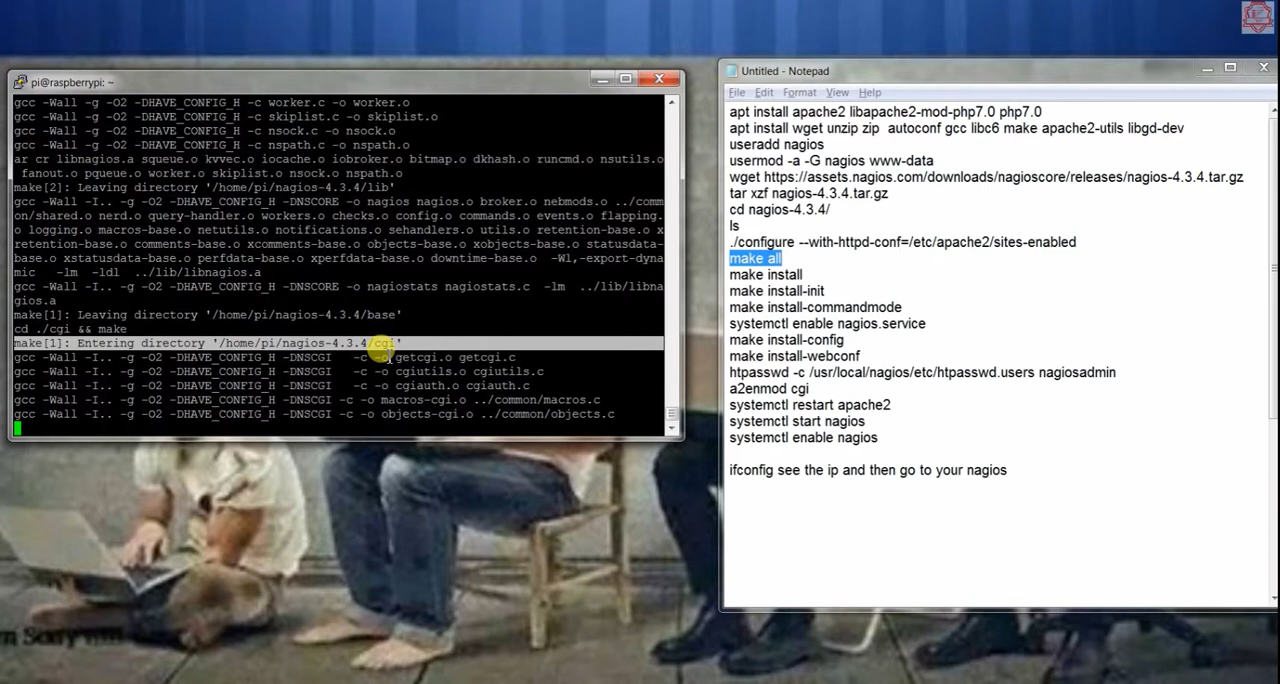 pi@raspberrypi: ~
gcc -Wall -g -O2 -DHAVE_CONFIG_H -c worker.c -o worker.o
gcc -Wall -g -O2 -DHAVE_CONFIG_H -c skiplist.c -o skiplist.o
gcc -Wall -g -O2 -DHAVE_CONFIG_H -c nsock.c -o nsock.o
gcc -Wall -g -O2 -DHAVE_CONFIG_H -c nspath.c -o nspath.o
ar cr libnagios.a squeue.o kvvec.o iocache.o iobroker.o bitmap.o dkhash.o runcmd.o nsutils.o
fanout.o pqueue.o worker.o skiplist.o nsock.o nspath.o
make[2]: Leaving directory '/home/pi/nagios-4.3.4/lib'
gcc -Wall -I.. -g -O2 -DHAVE_CONFIG_H -DNSCORE -o nagios nagios.c broker.o nebmods.o ../comm
on/shared.o nerd.o query-handler.o workers.o checks.o config.o commands.o events.o flapping.
o logging.o macros-base.o netutils.o notifications.o sehandlers.o utils.o retention-base.o x
retention-base.o comments-base.o xcomments-base.o objects-base.o xobjects-base.o statusdata-
base.o xstatusdata-base.o perfdata-base.o xperfdata-base.o downtime-base.o -Wl,-export-dyna
mic -lm -ldl ../lib/libnagios.a
gcc -Wall -I.. -g -O2 -DHAVE_CONFIG_H -DNSCORE -o nagiostats nagiostats.c -lm ../lib/libna
gios.a
make[1]: Leaving directory '/home/pi/nagios-4.3.4/base'
cd ./cgi && make
make[1]: Entering directory '/home/pi/nagios-4.3.4/cgi'
gcc -Wall -I.. -g -O2 -DHAVE_CONFIG_H -DNSCGI -c -o getcgi.o getcgi.c
gcc -Wall -I.. -g -O2 -DHAVE_CONFIG_H -DNSCGI -c -o cgiutils.o cgiutils.c
gcc -Wall -I.. -g -O2 -DHAVE_CONFIG_H -DNSCGI -c -o cgiauth.o cgiauth.c
gcc -Wall -I.. -g -O2 -DHAVE_CONFIG_H -DNSCGI -c -o macros-cgi.o ../common/macros.c
gcc -Wall -I.. -g -O2 -DHAVE_CONFIG_H -DNSCGI -c -o objects-cgi.o ../common/objects.c
Untitled - Notepad
File Edit Format View Help
apt install apache2 libapache2-mod-php7.0 php7.0
apt install wget unzip zip autoconf gcc libc6 make apache2-utils libgd-dev
useradd nagios
usermod -a -G nagios www-data
wget https://assets.nagios.com/downloads/nagioscore/releases/nagios-4.3.4.tar.gz
tar xzf nagios-4.3.4.tar.gz
cd nagios-4.3.4/
ls
./configure --with-httpd-conf=/etc/apache2/sites-enabled
make all
make install
make install-init
make install-commandmode
systemctl enable nagios.service
make install-config
make install-webconf
htpasswd -c /usr/local/nagios/etc/htpasswd.users nagiosadmin
a2enmod cgi
systemctl restart apache2
systemctl start nagios
systemctl enable nagios
ifconfig see the ip and then go to your nagios